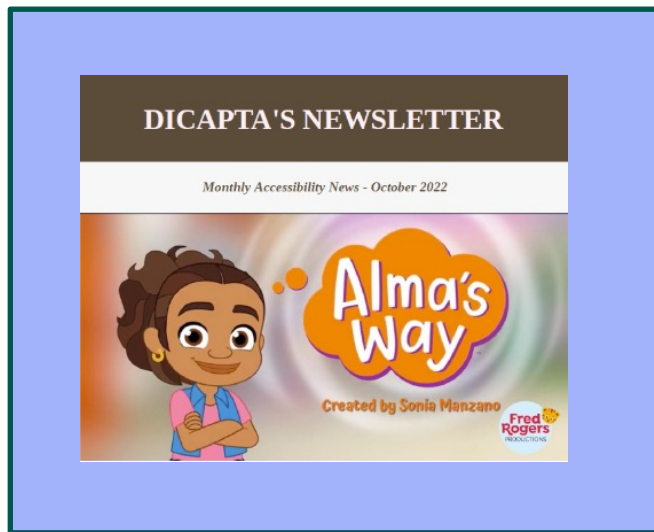 DICAPTA'S NEWSLETTER
Monthly Accessibility News - October 2022
Alma's
Way
Created by Sonia Manzano
Fred
Rogers
PRODUCTIONS